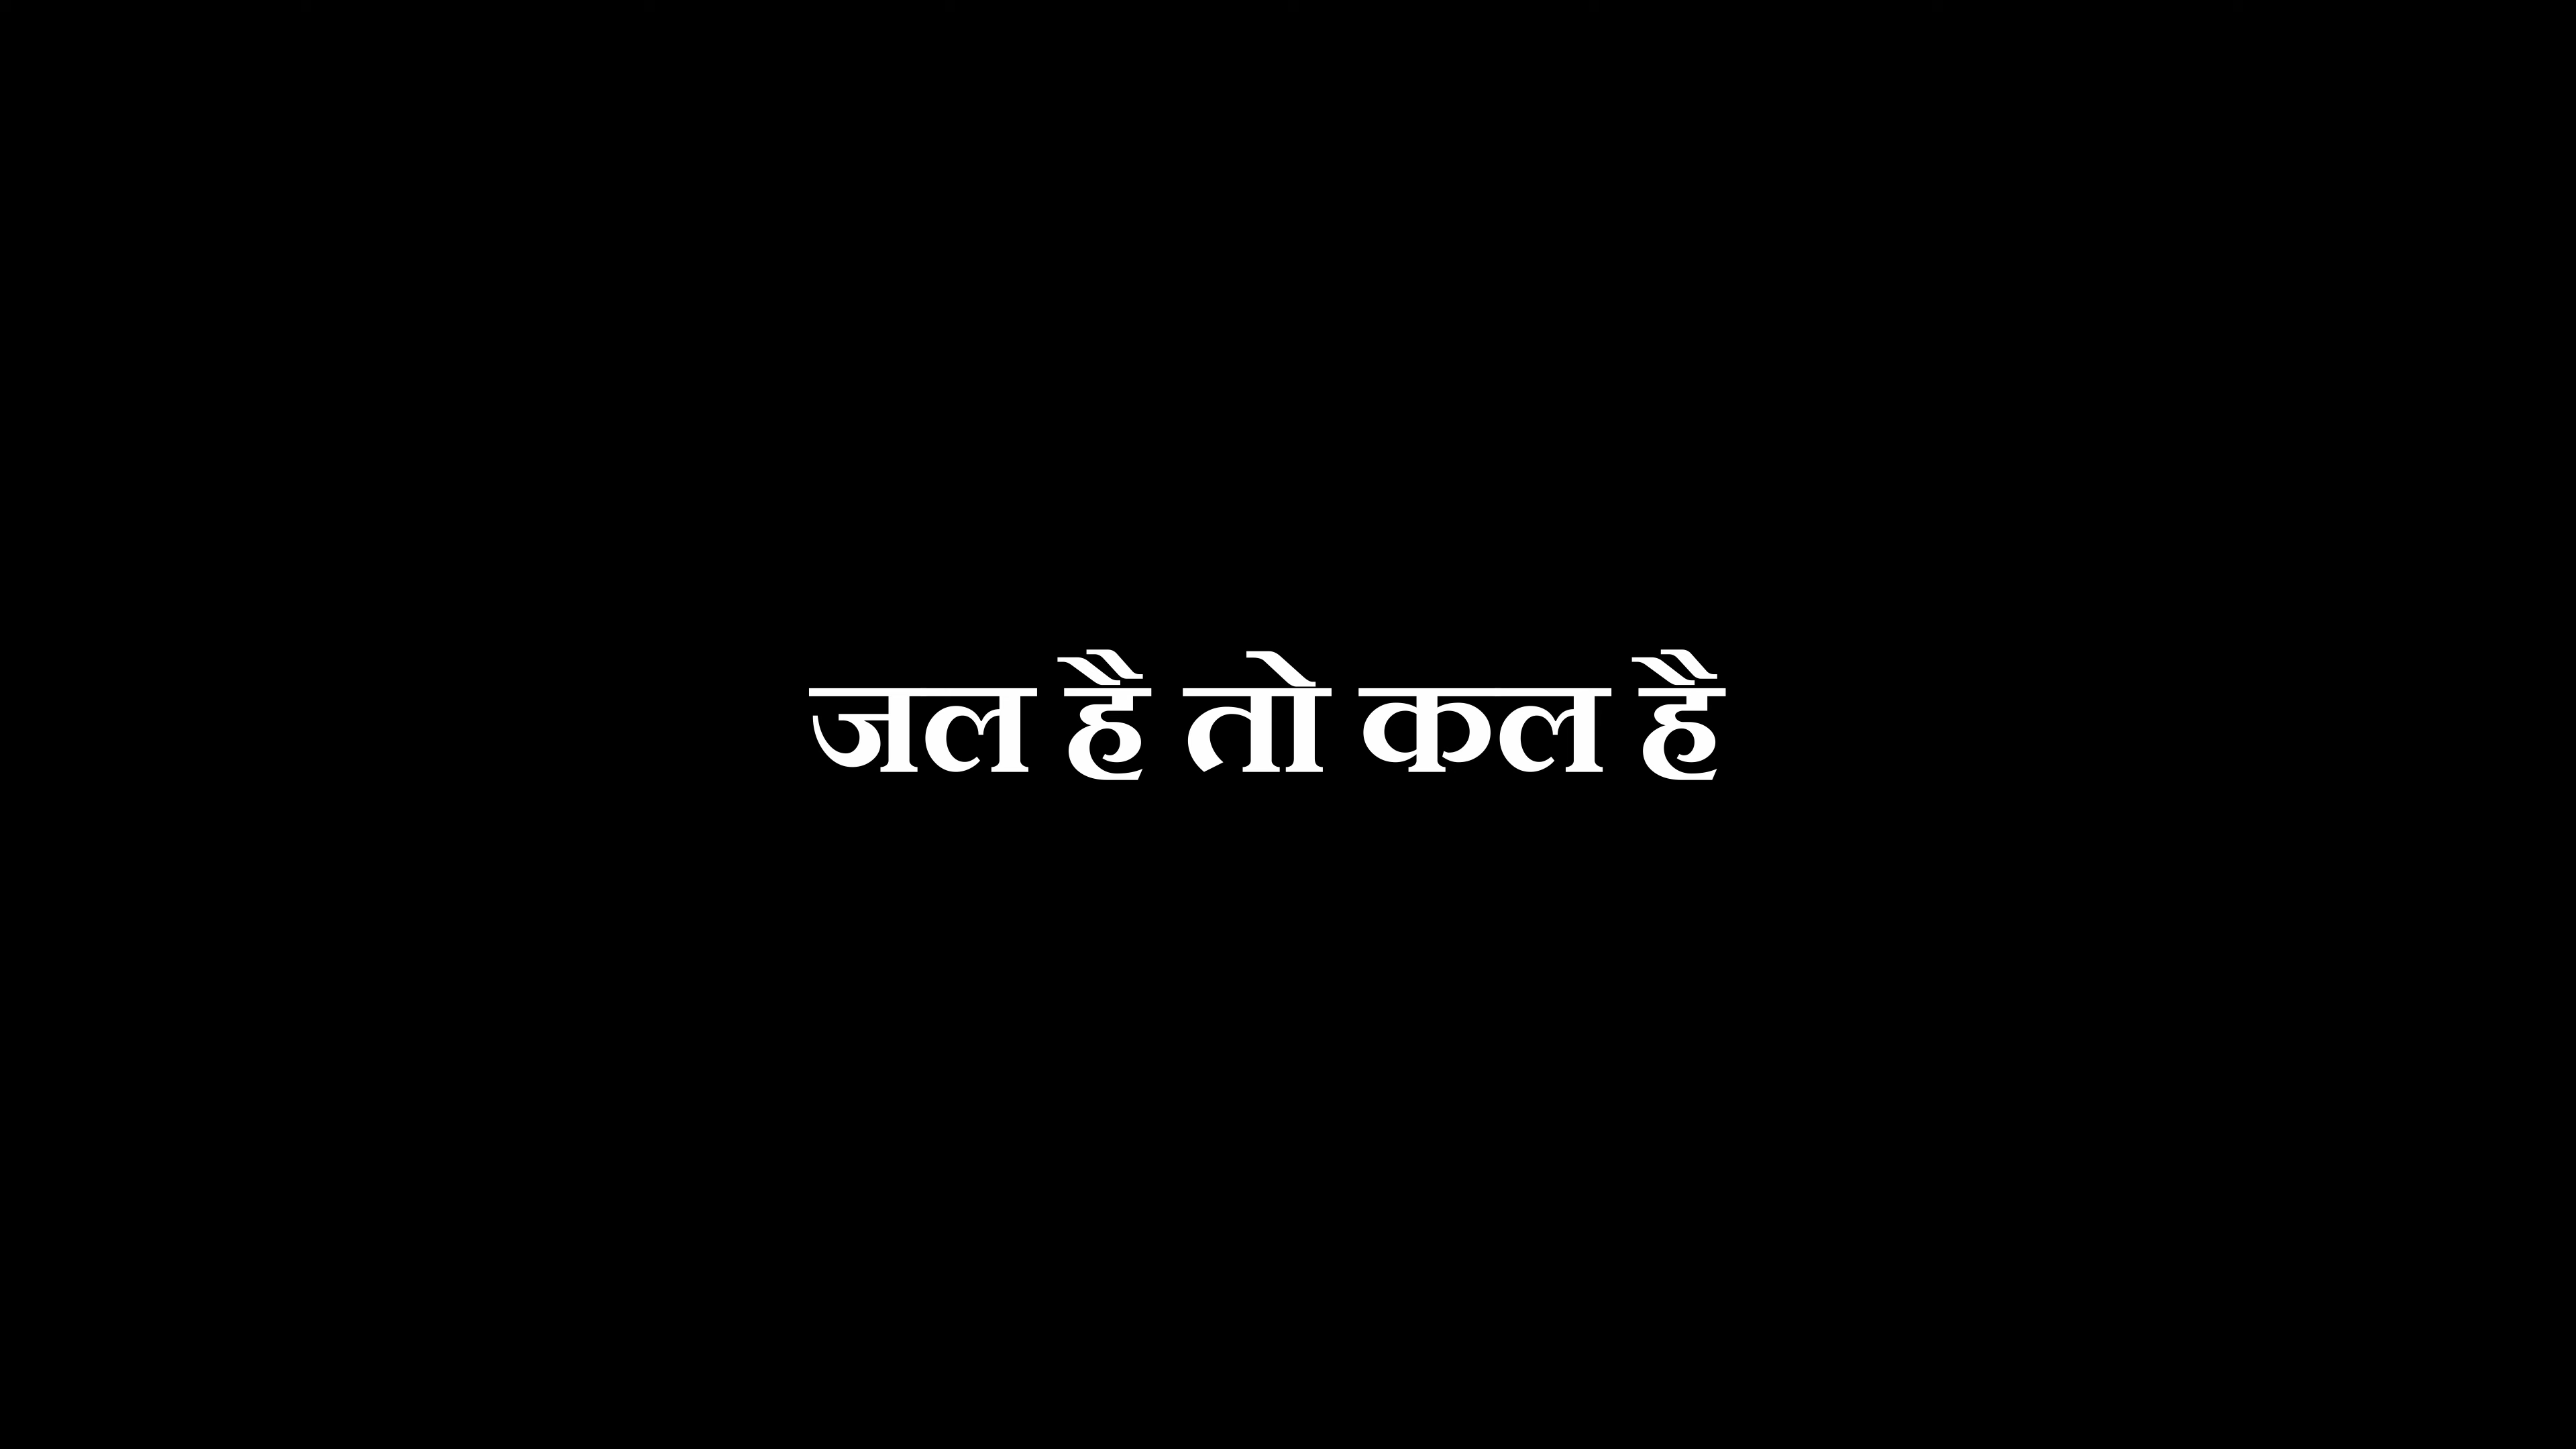 जल है तो कल है